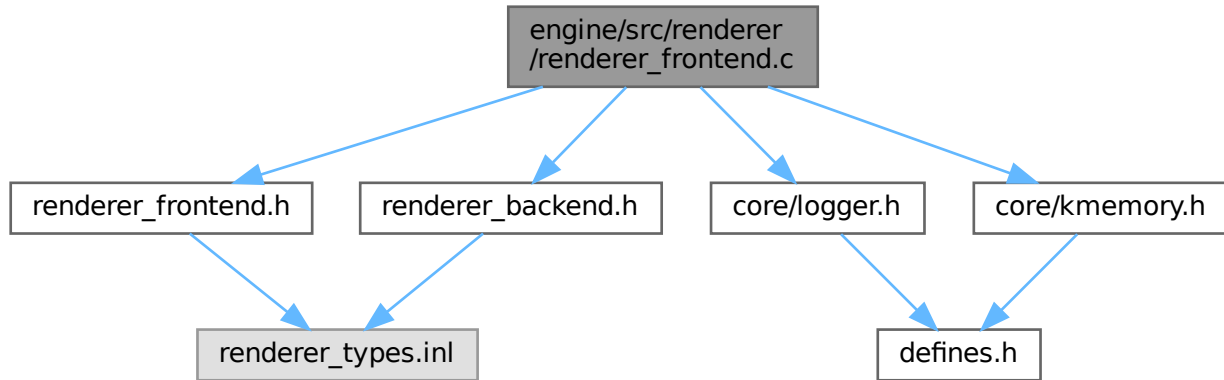 engine/src/renderer
/renderer_frontend.c
renderer_frontend.h
renderer_backend.h
core/logger.h
core/kmemory.h
renderer_types.inl
defines.h